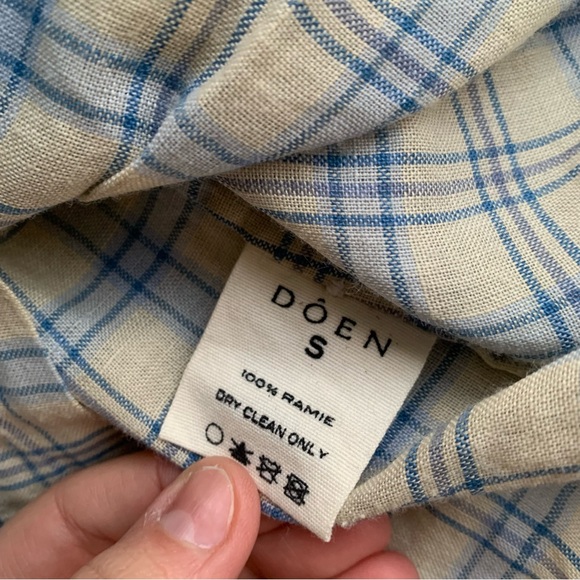 DÔEN
S
100% RAMIE
DRY CLEAN ONLY